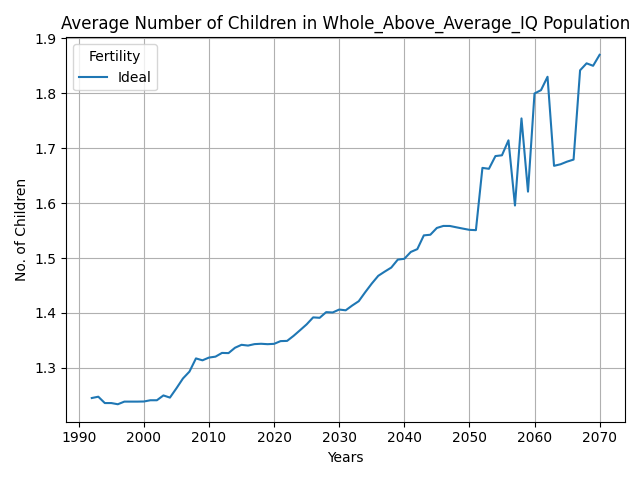 Average Number of Children in Whole_Above_Average_IQ Population
Fertility
Ideal
No. of Children
1.9
1.8
1.7
1.6
1.5
1.4
1.3
1990 2000 2010 2020 2030 2040 2050 2060 2070
Years